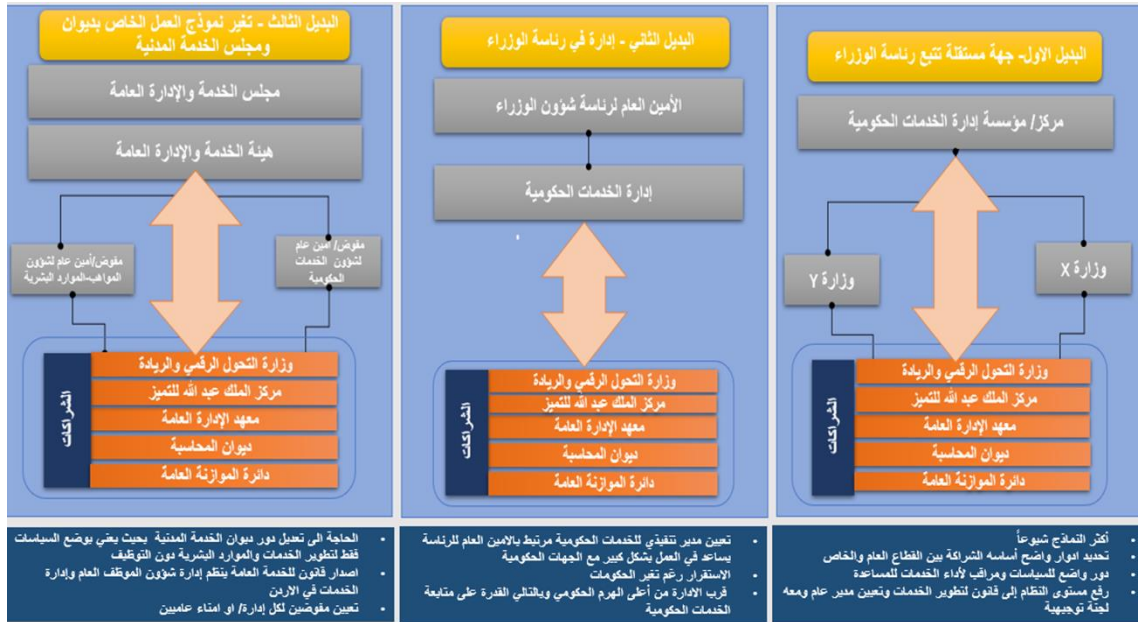 البديل الاول- جهة مستقلة تتبع رئاسة الوزراء
مركز/ مؤسسة إدارة الخدمات الحكومية
وزارة X
وزارة Y
الشراكات
وزارة التحول الرقمي والريادة
مركز الملك عبد الله للتميز
معهد الإدارة العامة
ديوان المحاسبة
دائرة الموازنة العامة
• أكثر النماذج شيوعاً
• تحديد ادوار واضح أساسه الشراكة بين القطاع العام والخاص
• دور واضع للسياسات ومراقب لأداء الخدمات للمساعدة
• رفع مستوى النظام إلى قانون لتطوير الخدمات وتعيين مدير عام ومعه
لجنة توجيهية
البديل الثاني - إدارة في رئاسة الوزراء
الأمين العام لرئاسة شؤون الوزراء
إدارة الخدمات الحكومية
الشراكات
وزارة التحول الرقمي والريادة
مركز الملك عبد الله للتميز
معهد الإدارة العامة
ديوان المحاسبة
دائرة الموازنة العامة
• تعيين مدير تنفيذي للخدمات الحكومية مرتبط بالامين العام للرئاسة
يساعد في العمل بشكل كبير مع الجهات الحكومية
• الاستقرار رغم تغير الحكومات
• قرب الادارة من أعلى الهرم الحكومي وبالتالي القدرة على متابعة
الخدمات الحكومية
البديل الثالث - تغير نموذج العمل الخاص بديوان
ومجلس الخدمة المدنية
مجلس الخدمة والإدارة العامة
هيئة الخدمة والإدارة العامة
مفوض/ امين عام
لشؤون الخدمات
الحكومية
مفوض/أمين عام لشؤون
المواهب-الموارد البشرية
الشراكات
وزارة التحول الرقمي والريادة
مركز الملك عبد الله للتميز
معهد الإدارة العامة
ديوان المحاسبة
دائرة الموازنة العامة
• الحاجة الى تعديل دور ديوان الخدمة المدنية بحيث يعني بوضع السياسات
فقط لتطوير الخدمات والموارد البشرية دون التوظيف
• اصدار قانون للخدمة العامة ينظم إدارة شؤون الموظف العام وإدارة
الخدمات في الاردن
• تعيين مفوضين لكل إدارة/ او امناء عاميين